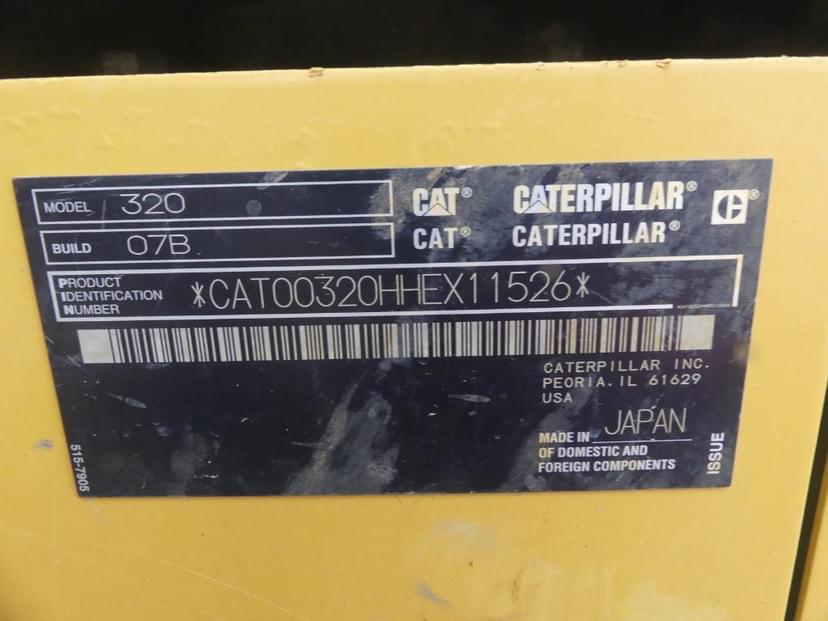 MODEL 320
CAT® CATERPILLAR®
BUILD 07B
CAT® CATERPILLAR®
PRODUCT
IDENTIFICATION
NUMBER
*CAT00320HHEX11526*
CATERPILLAR INC.
PEORIA, IL 61629
USA
MADE IN JAPAN
OF DOMESTIC AND
FOREIGN COMPONENTS
515-7905
ISSUE